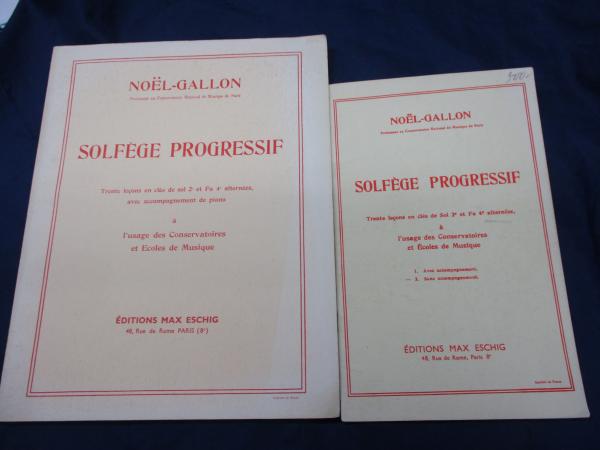 NOËL-GALLON
Professeur au Conservatoire National de Musique de Paris
SOLFÈGE PROGRESSIF
Trente leçons en clés de sol 2e et Fa 4e alternées,
avec accompagnement de piano
à
l'usage des Conservatoires
et Ecoles de Musique
ÉDITIONS MAX ESCHIG
48, Rue de Rome PARIS (8e)
NOËL-GALLON
Professeur au Conservatoire National de Musique de Paris
SOLFÈGE PROGRESSIF
Trente leçons en clés de Sol 2e et Fa 4e alternées,
à
l'usage des Conservatoires
et Écoles de Musique
1. Avec accompagnement.
2. Sans accompagnement.
ÉDITIONS MAX ESCHIG
48, Rue de Rome, Paris 8e